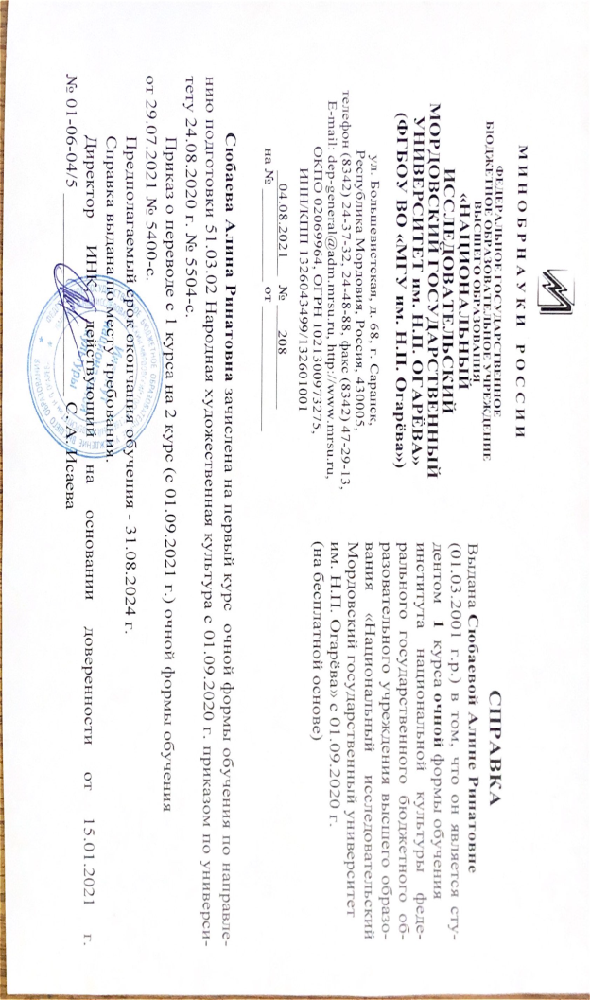 МИНОБРНАУКИ РОССИИ
ФЕДЕРАЛЬНОЕ ГОСУДАРСТВЕННОЕ
БЮДЖЕТНОЕ ОБРАЗОВАТЕЛЬНОЕ УЧРЕЖДЕНИЕ
ВЫСШЕГО ОБРАЗОВАНИЯ
«НАЦИОНАЛЬНЫЙ
ИССЛЕДОВАТЕЛЬСКИЙ
МОРДОВСКИЙ ГОСУДАРСТВЕННЫЙ
УНИВЕРСИТЕТ им. Н.П. ОГАРЁВА»
(ФГБОУ ВО «МГУ им. Н.П. Огарёва»)
ул. Большевистская, д. 68, г. Саранск,
Республика Мордовия, Россия, 430005,
телефон (8342) 24-37-32, 24-48-88, факс (8342) 47-29-13,
E-mail: dep-general@adm.mrsu.ru, http://www.mrsu.ru,
ОКПО 02069964, ОГРН 1021300973275,
ИНН/КПП 1326043499/132601001
04.08.2021 № 208
на № от
СПРАВКА
Выдана Сюбаевой Алине Ринатовне
(01.03.2001 г.р.) в том, что он является сту-
дентом 1 курса очной формы обучения
института национальной культуры феде-
рального государственного бюджетного об-
разовательного учреждения высшего образо-
вания «Национальный исследовательский
Мордовский государственный университет
им. Н.П. Огарёва» с 01.09.2020 г.
(на бесплатной основе)
Сюбаева Алина Ринатовна зачислена на первый курс очной формы обучения по направле-
нию подготовки 51.03.02 Народная художественная культура с 01.09.2020 г. приказом по универси-
тету 24.08.2020 г. № 5504-с.
Приказ о переводе с 1 курса на 2 курс (с 01.09.2021 г.) очной формы обучения
от 29.07.2021 № 5400-с.
Предполагаемый срок окончания обучения - 31.08.2024 г.
Справка выдана по месту требования.
Директор ИНК, действующий на основании доверенности от 15.01.2021 г.
№ 01-06-04/5 С. А. Исаева